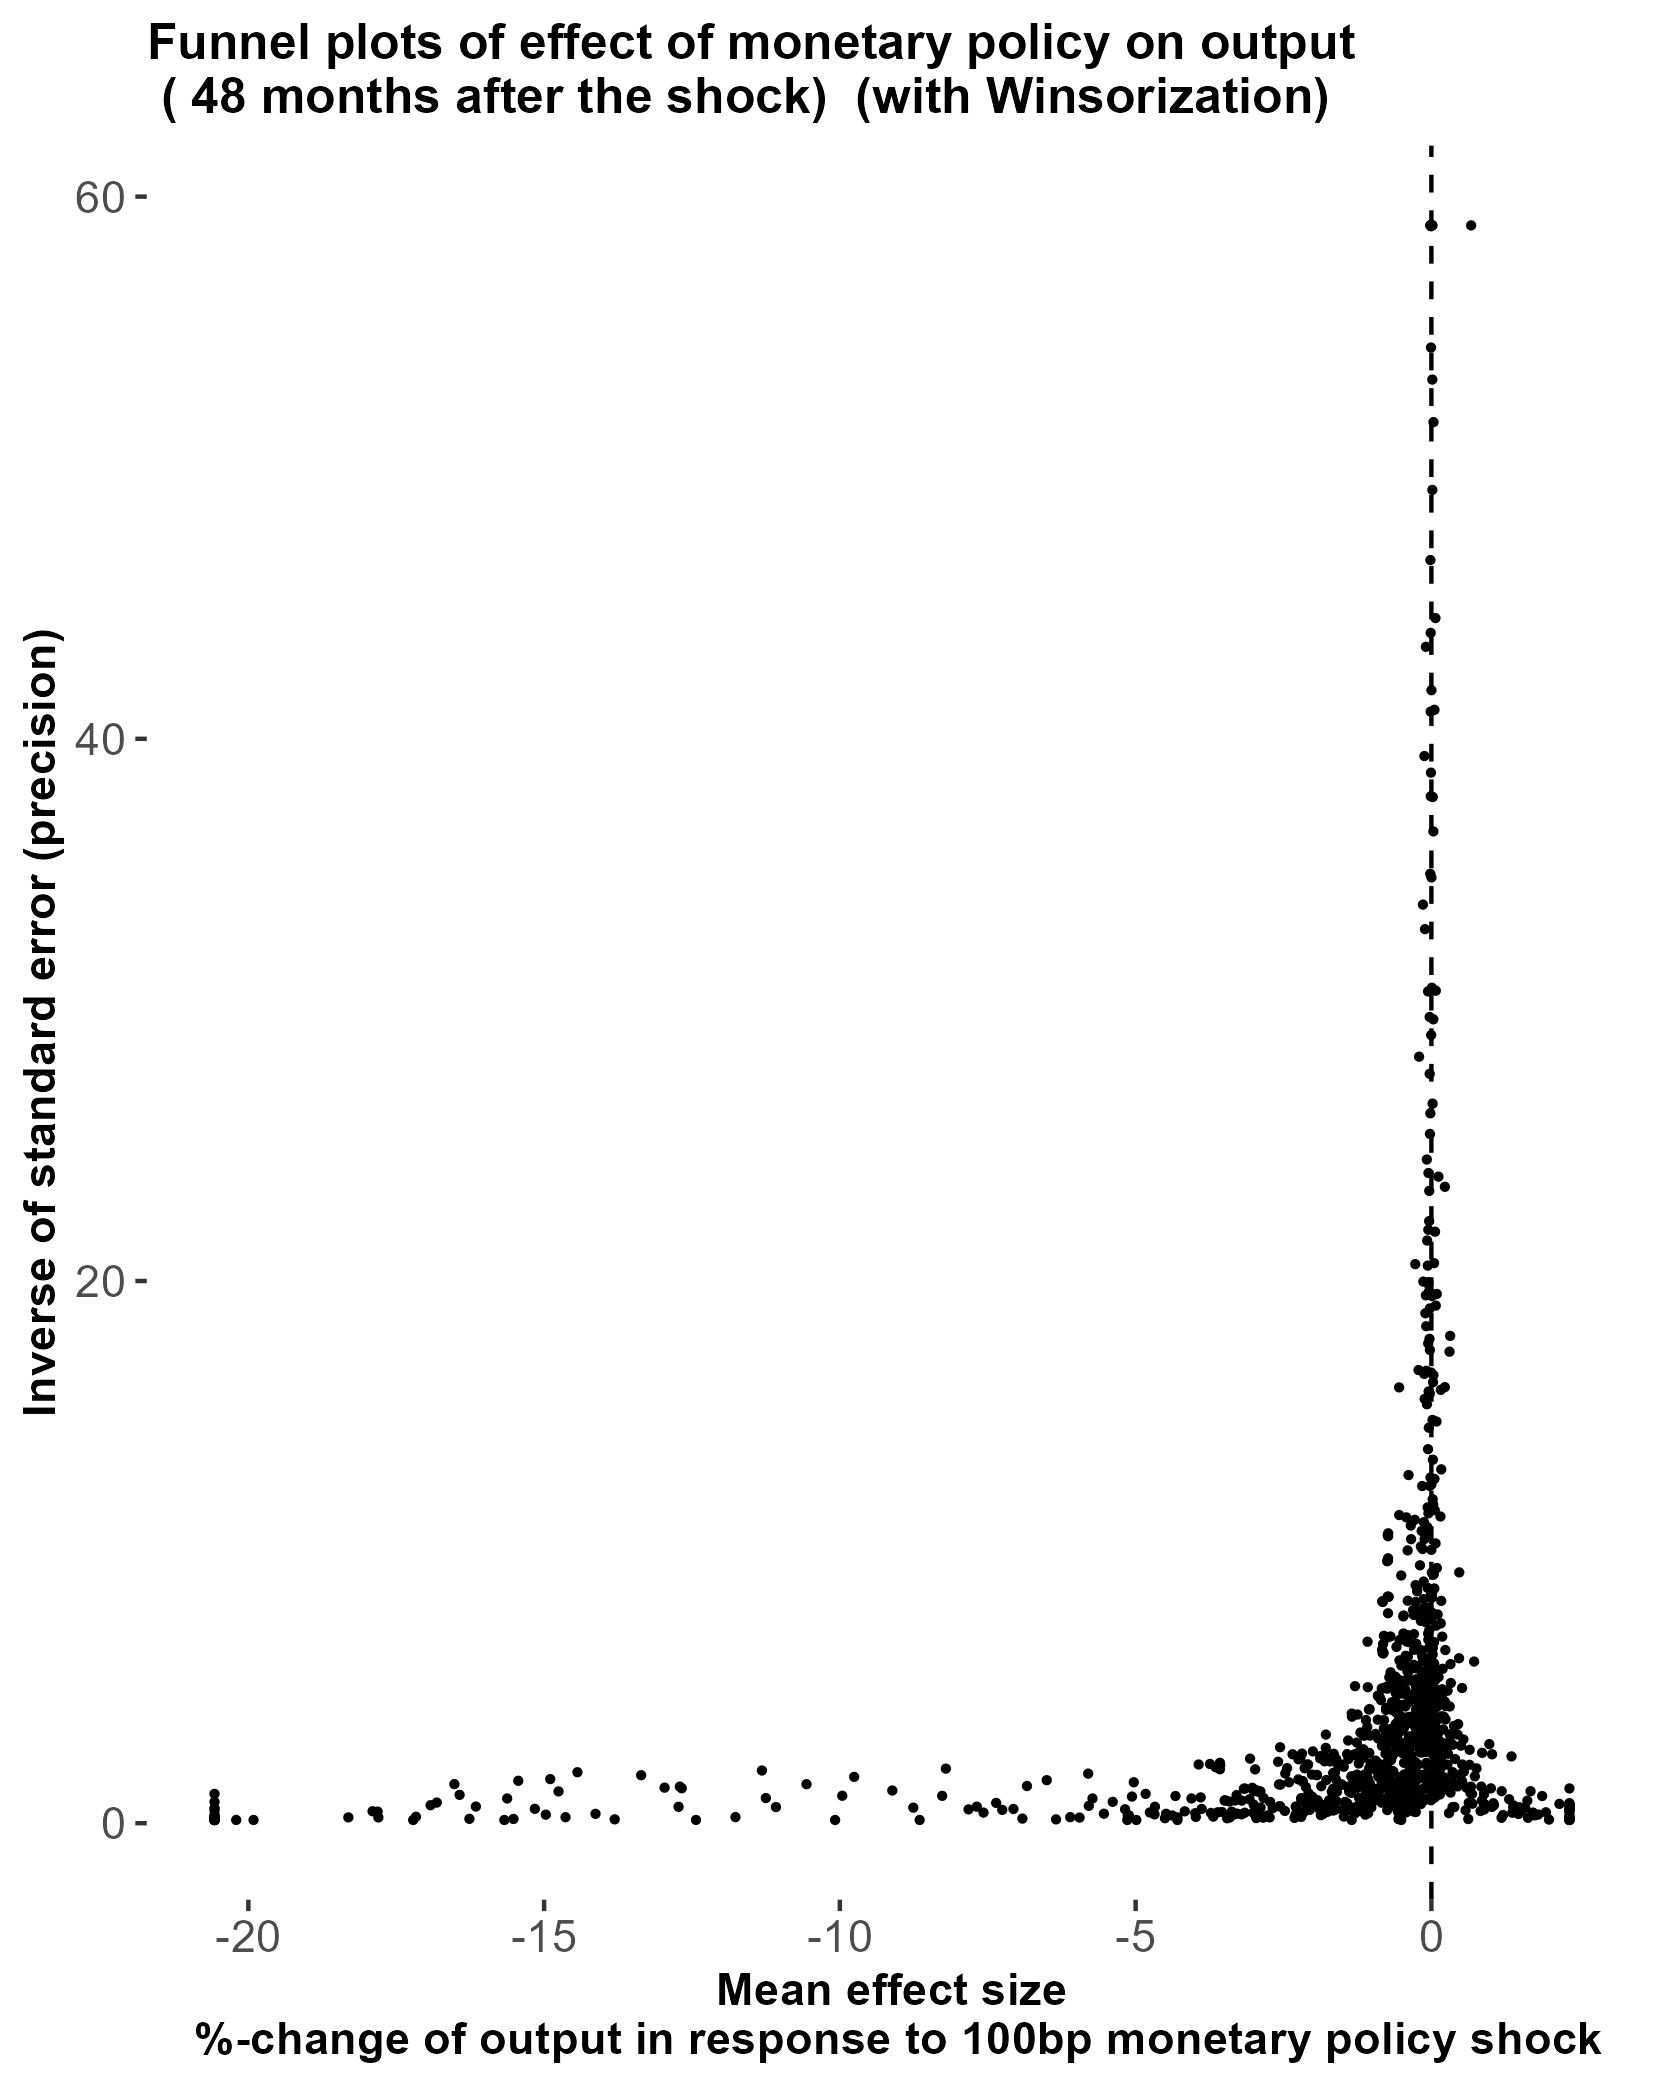 Funnel plots of effect of monetary policy on output
( 48 months after the shock)  (with Winsorization)
60
40
20
0
Inverse of standard error (precision)
-20
-15
-10
-5
0
Mean effect size
%-change of output in response to 100bp monetary policy shock